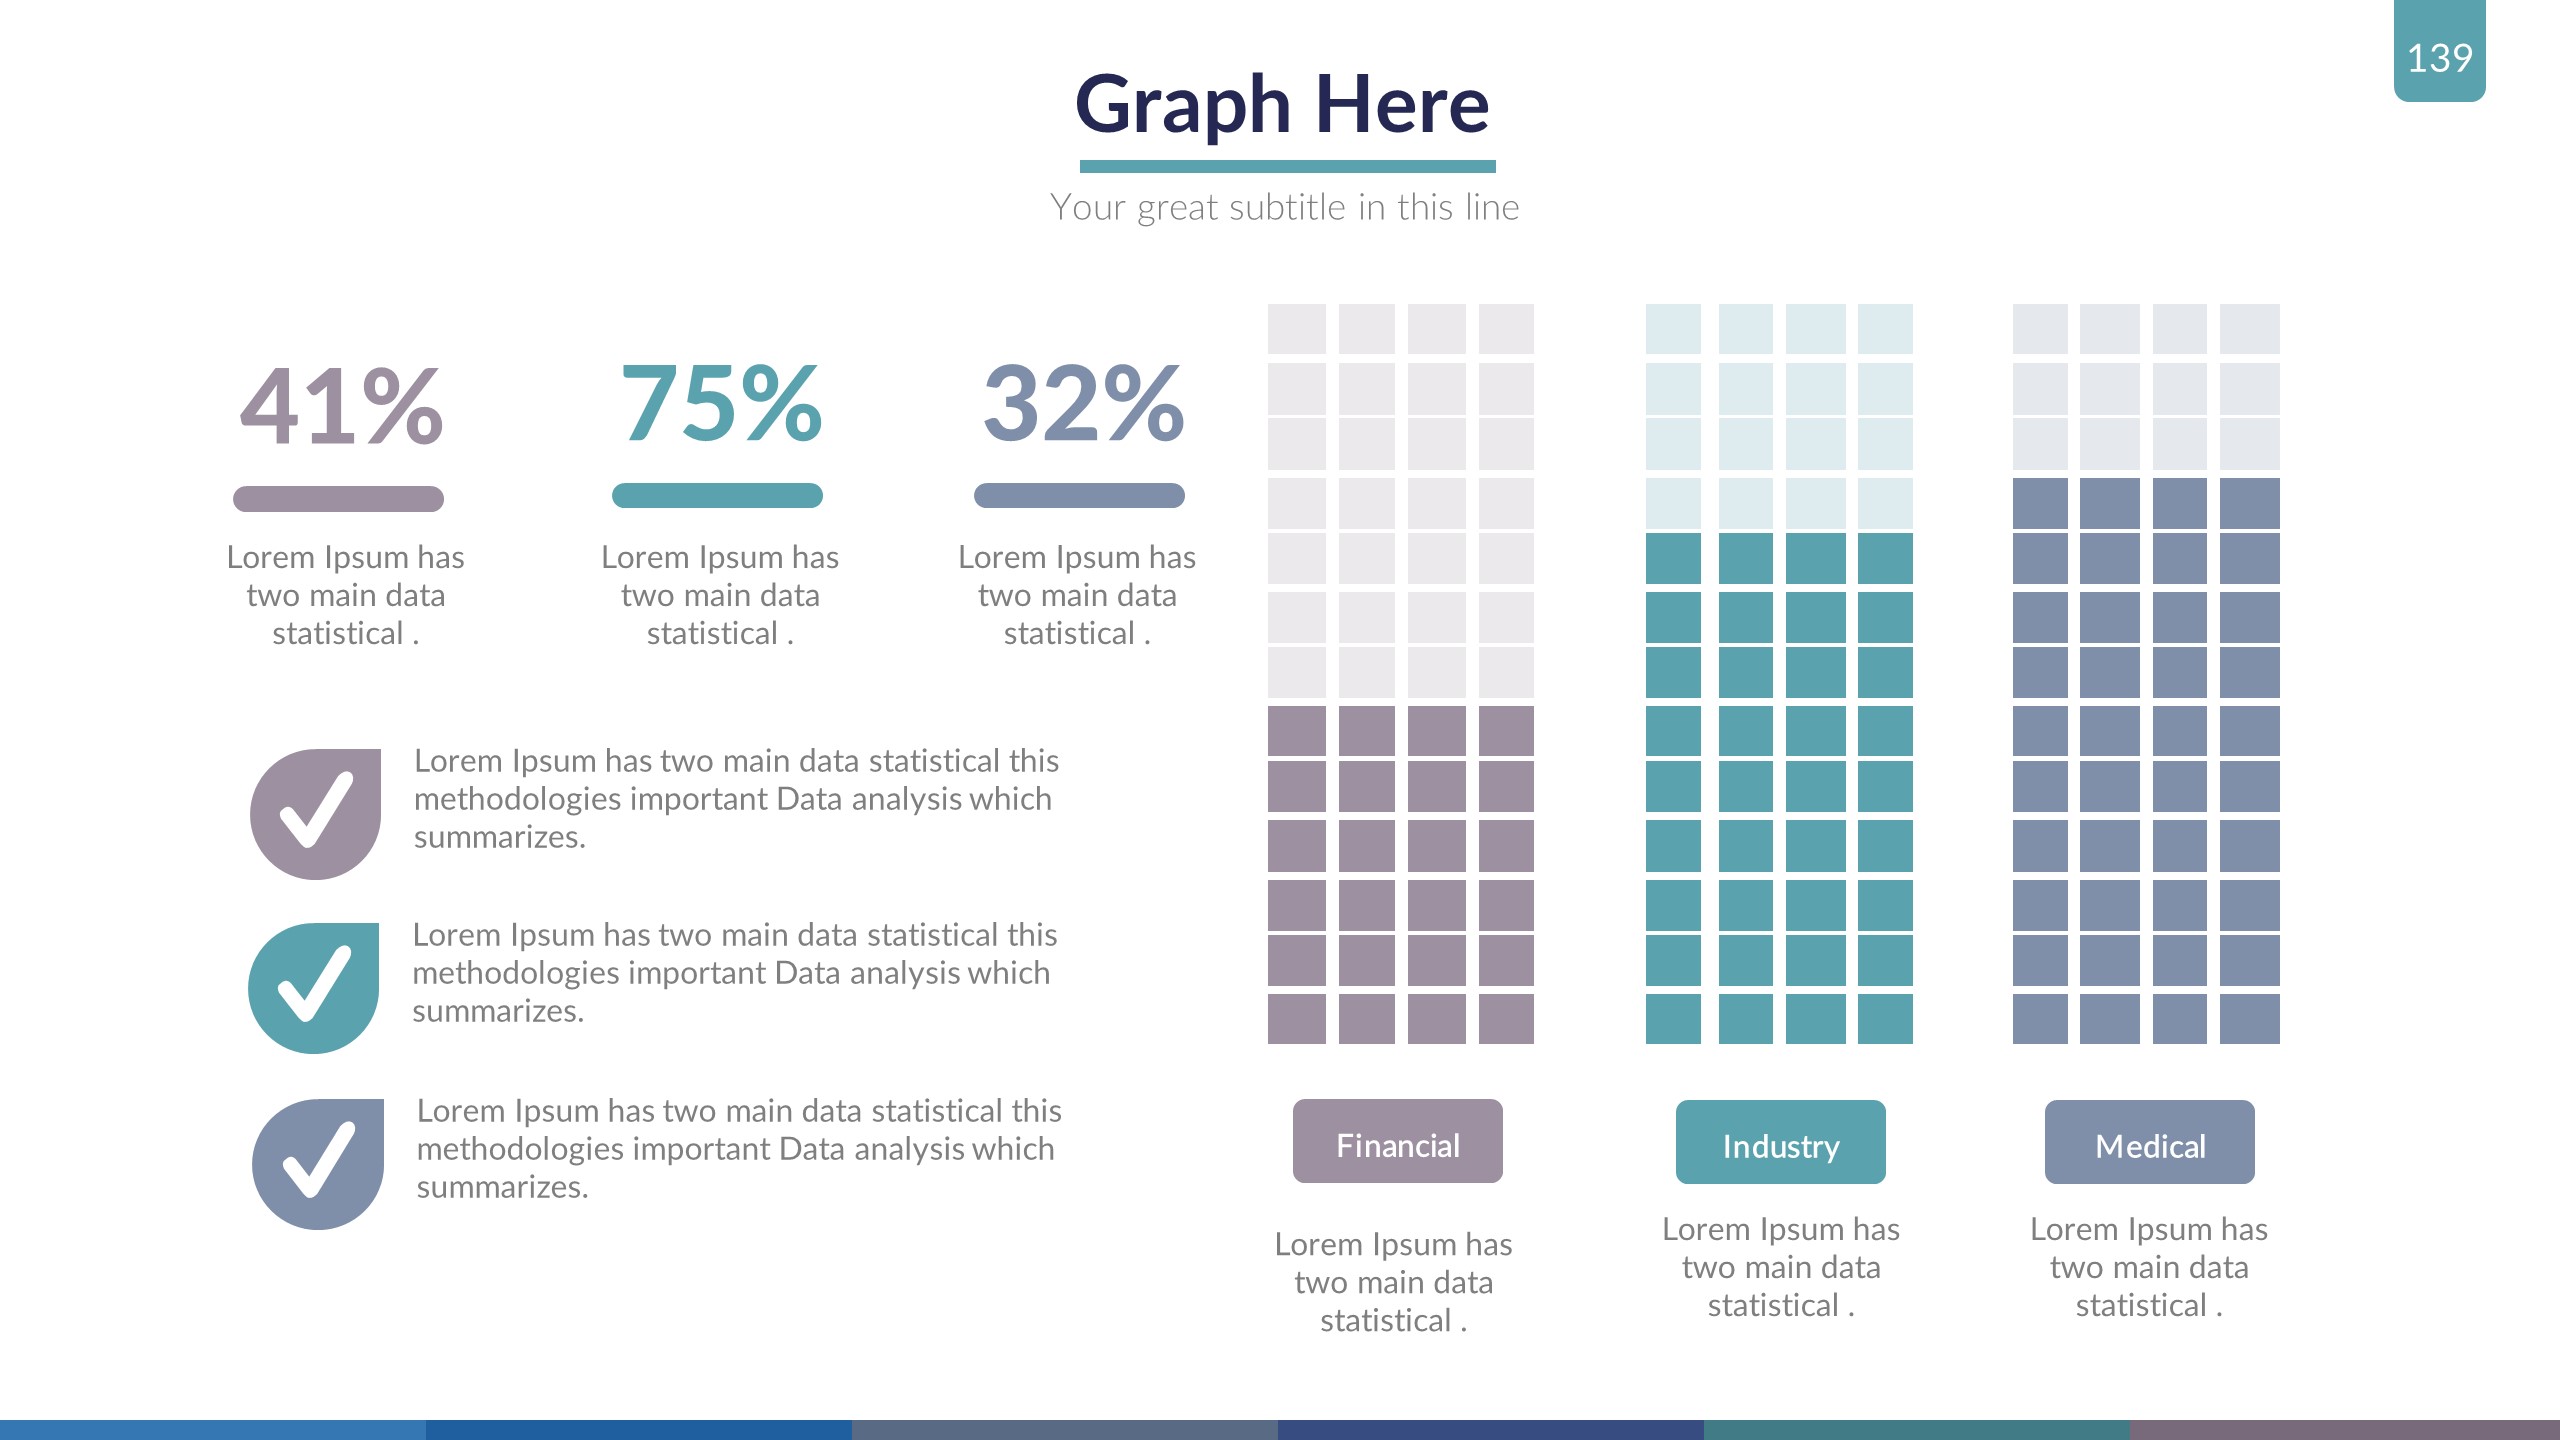 139
Graph Here
Your great subtitle in this line
41%
Lorem Ipsum has
two main data
statistical .
75%
Lorem Ipsum has
two main data
statistical .
32%
Lorem Ipsum has
two main data
statistical .
Lorem Ipsum has two main data statistical this
methodologies important Data analysis which
summarizes.
Lorem Ipsum has two main data statistical this
methodologies important Data analysis which
summarizes.
Lorem Ipsum has two main data statistical this
methodologies important Data analysis which
summarizes.
Financial
Lorem Ipsum has
two main data
statistical .
Industry
Lorem Ipsum has
two main data
statistical .
Medical
Lorem Ipsum has
two main data
statistical .